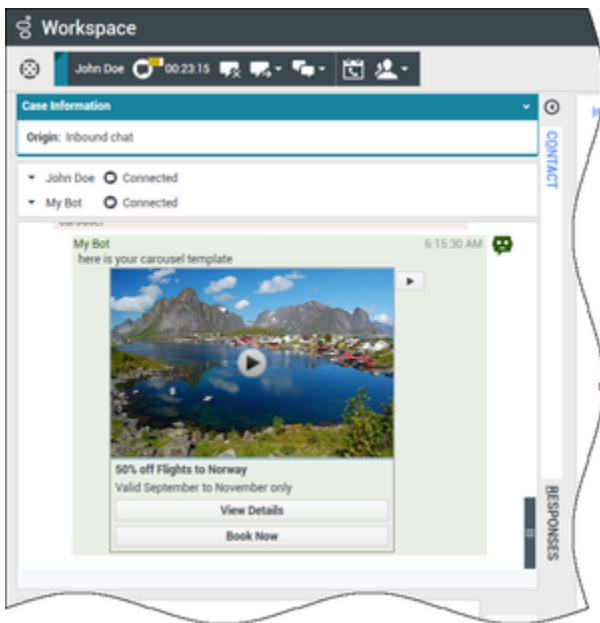 Workspace
John Doe 00:23:15
Case Information
Origin: Inbound chat
CONTACT
John Doe Connected
My Bot Connected
carousel
My Bot 6:15:30 AM
here is your carousel template
50% off Flights to Norway
Valid September to November only
View Details
Book Now
RESPONSES